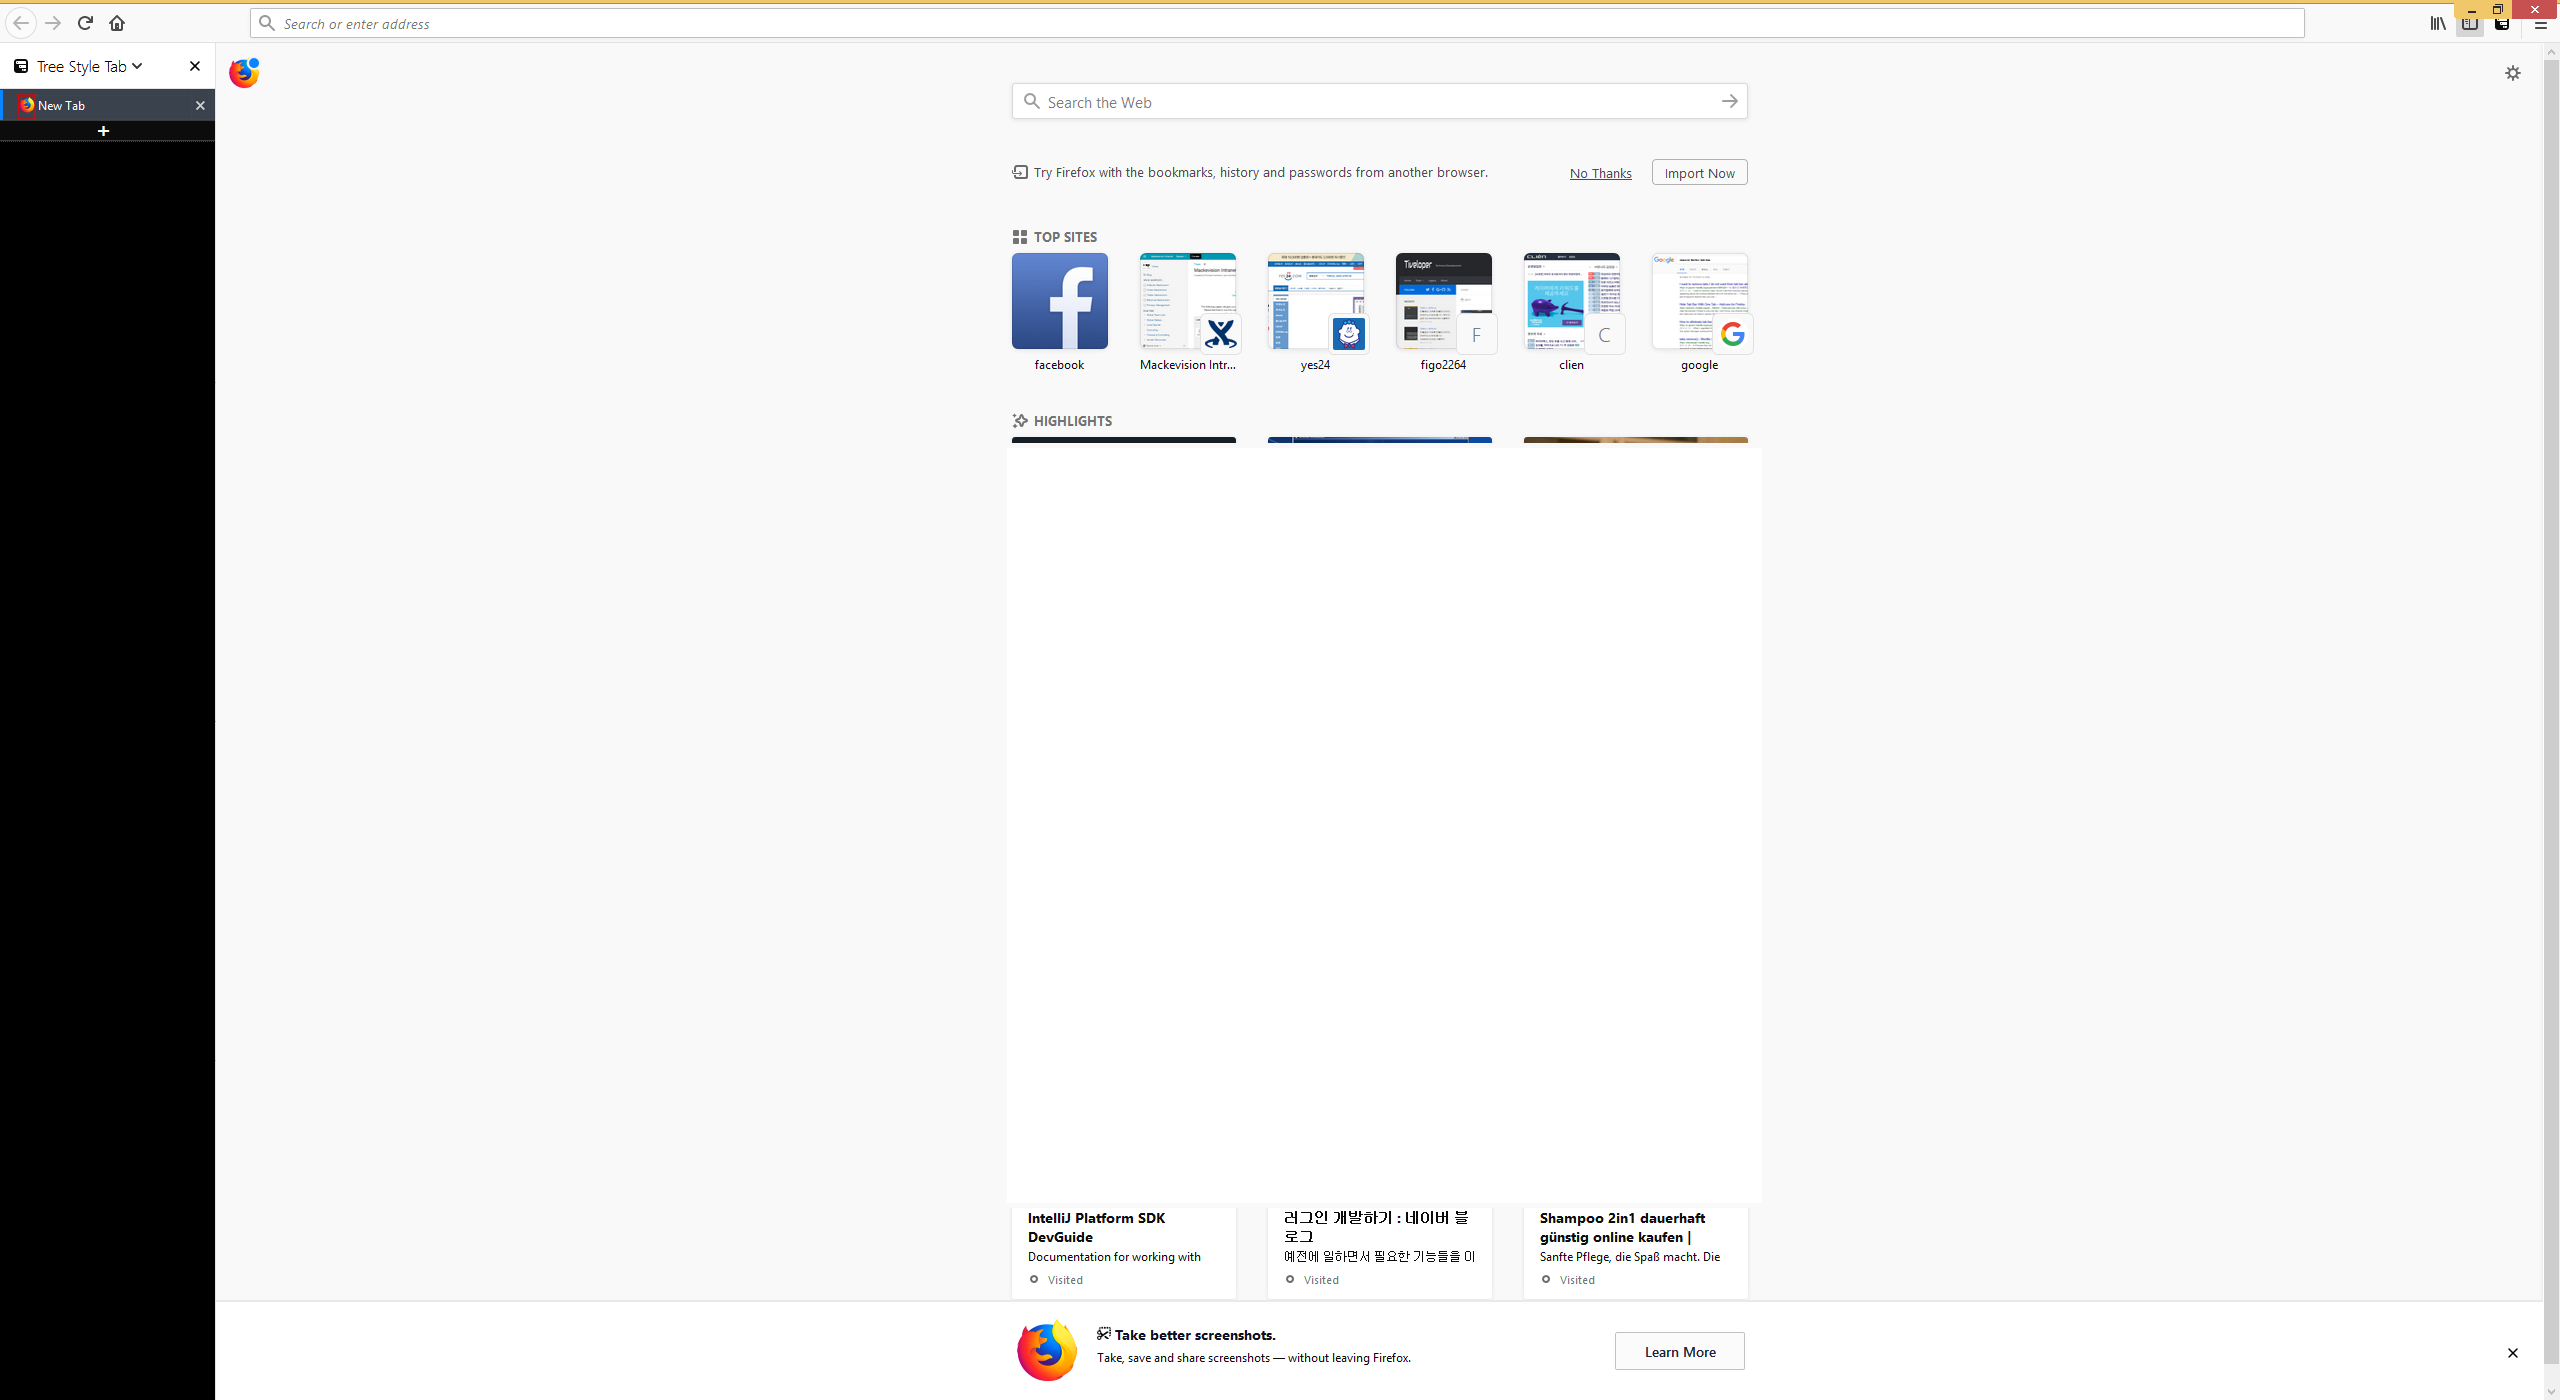 Search or enter address
Tree Style Tab
New Tab
Search the Web
Try Firefox with the bookmarks, history and passwords from another browser.
No Thanks
Import Now
TOP SITES
Tiveloper
CLIEN
Google
F
C
facebook
Mackevision Intr...
yes24
figo2264
clien
google
HIGHLIGHTS
IntelliJ Platform SDK
DevGuide
Documentation for working with
Visited
러그인 개발하기 : 네이버 블
로그
예전에 일하면서 필요한 기능들을 이
Visited
Shampoo 2in1 dauerhaft
günstig online kaufen |
Sanfte Pflege, die Spaß macht. Die
Visited
Take better screenshots.
Take, save and share screenshots — without leaving Firefox.
Learn More